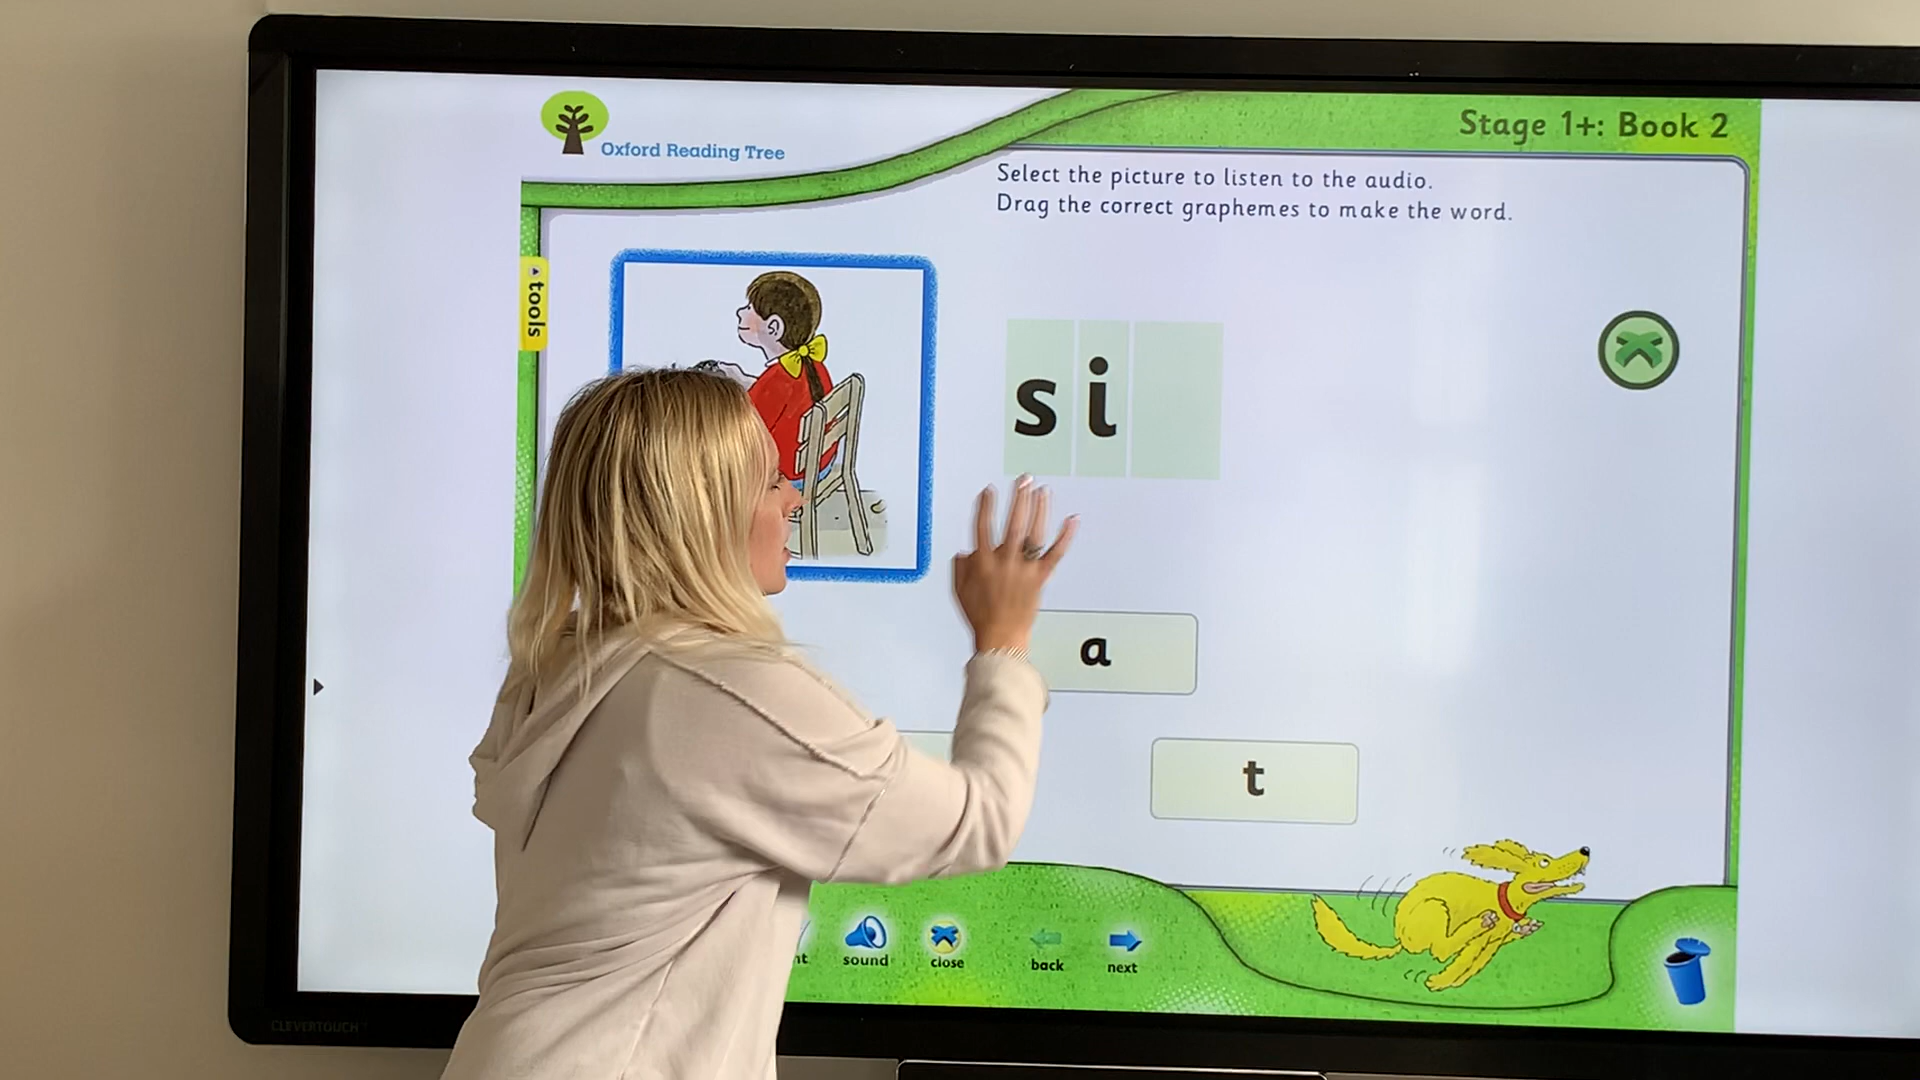 Oxford Reading Tree
Stage 1+: Book 2
Select the picture to listen to the audio.
Drag the correct graphemes to make the word.
tools
s i
a
t
sound
close
back
next
CLEVERTOUCH